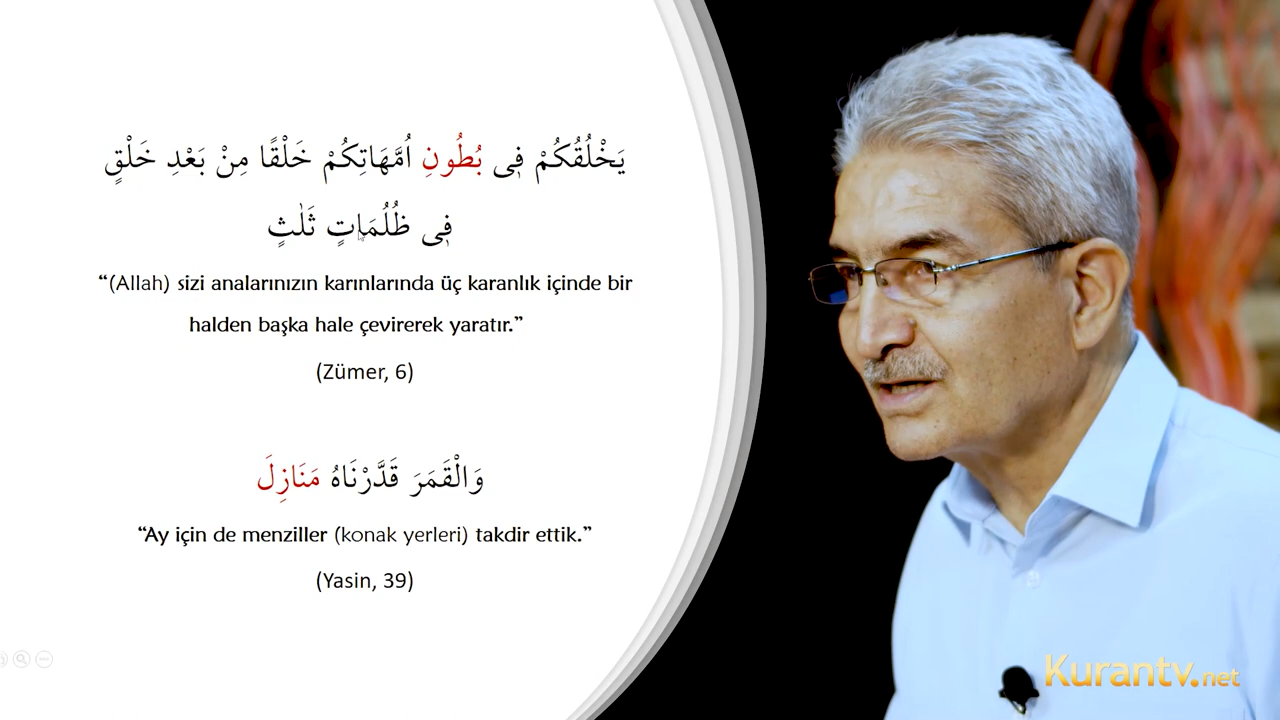 يَخْلُقُكُمْ ف۪ى بُطُونِ اُمَّهَاتِكُمْ خَلْقًا مِنْ بَعْدِ خَلْقٍ
ف۪ى ظُلُمَاتٍ ثَلٰثٍ
“(Allah) sizi analarınızın karınlarında üç karanlık içinde bir
halden başka hale çevirerek yaratır.”
(Zümer, 6)
وَالْقَمَرَ قَدَّرْنَاهُ مَنَازِلَ
“Ay için de menziller (konak yerleri) takdir ettik.”
(Yasin, 39)
Kurantv.net